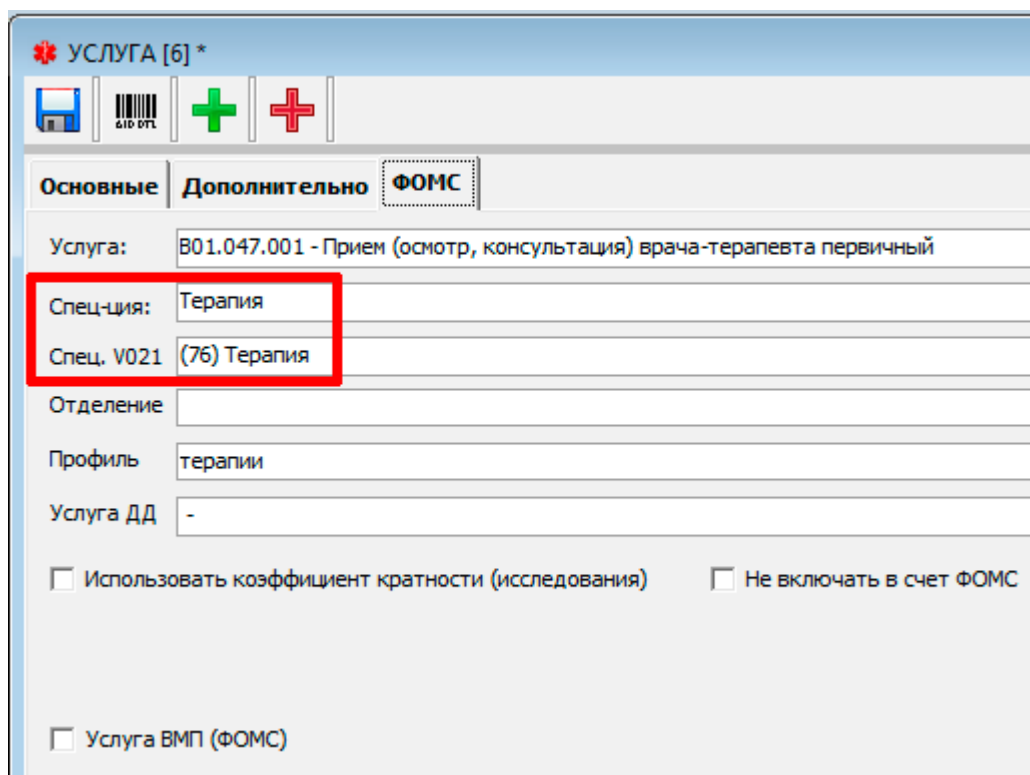 УСЛУГА [6] *
Основные Дополнительно ФОМС
Услуга: B01.047.001 - Прием (осмотр, консультация) врача-терапевта первичный
Спец-ция: Терапия
Спец. V021 (76) Терапия
Отделение
Профиль терапии
Услуга ДД -
Использовать коэффициент кратности (исследования) Не включать в счет ФОМС
Услуга ВМП (ФОМС)